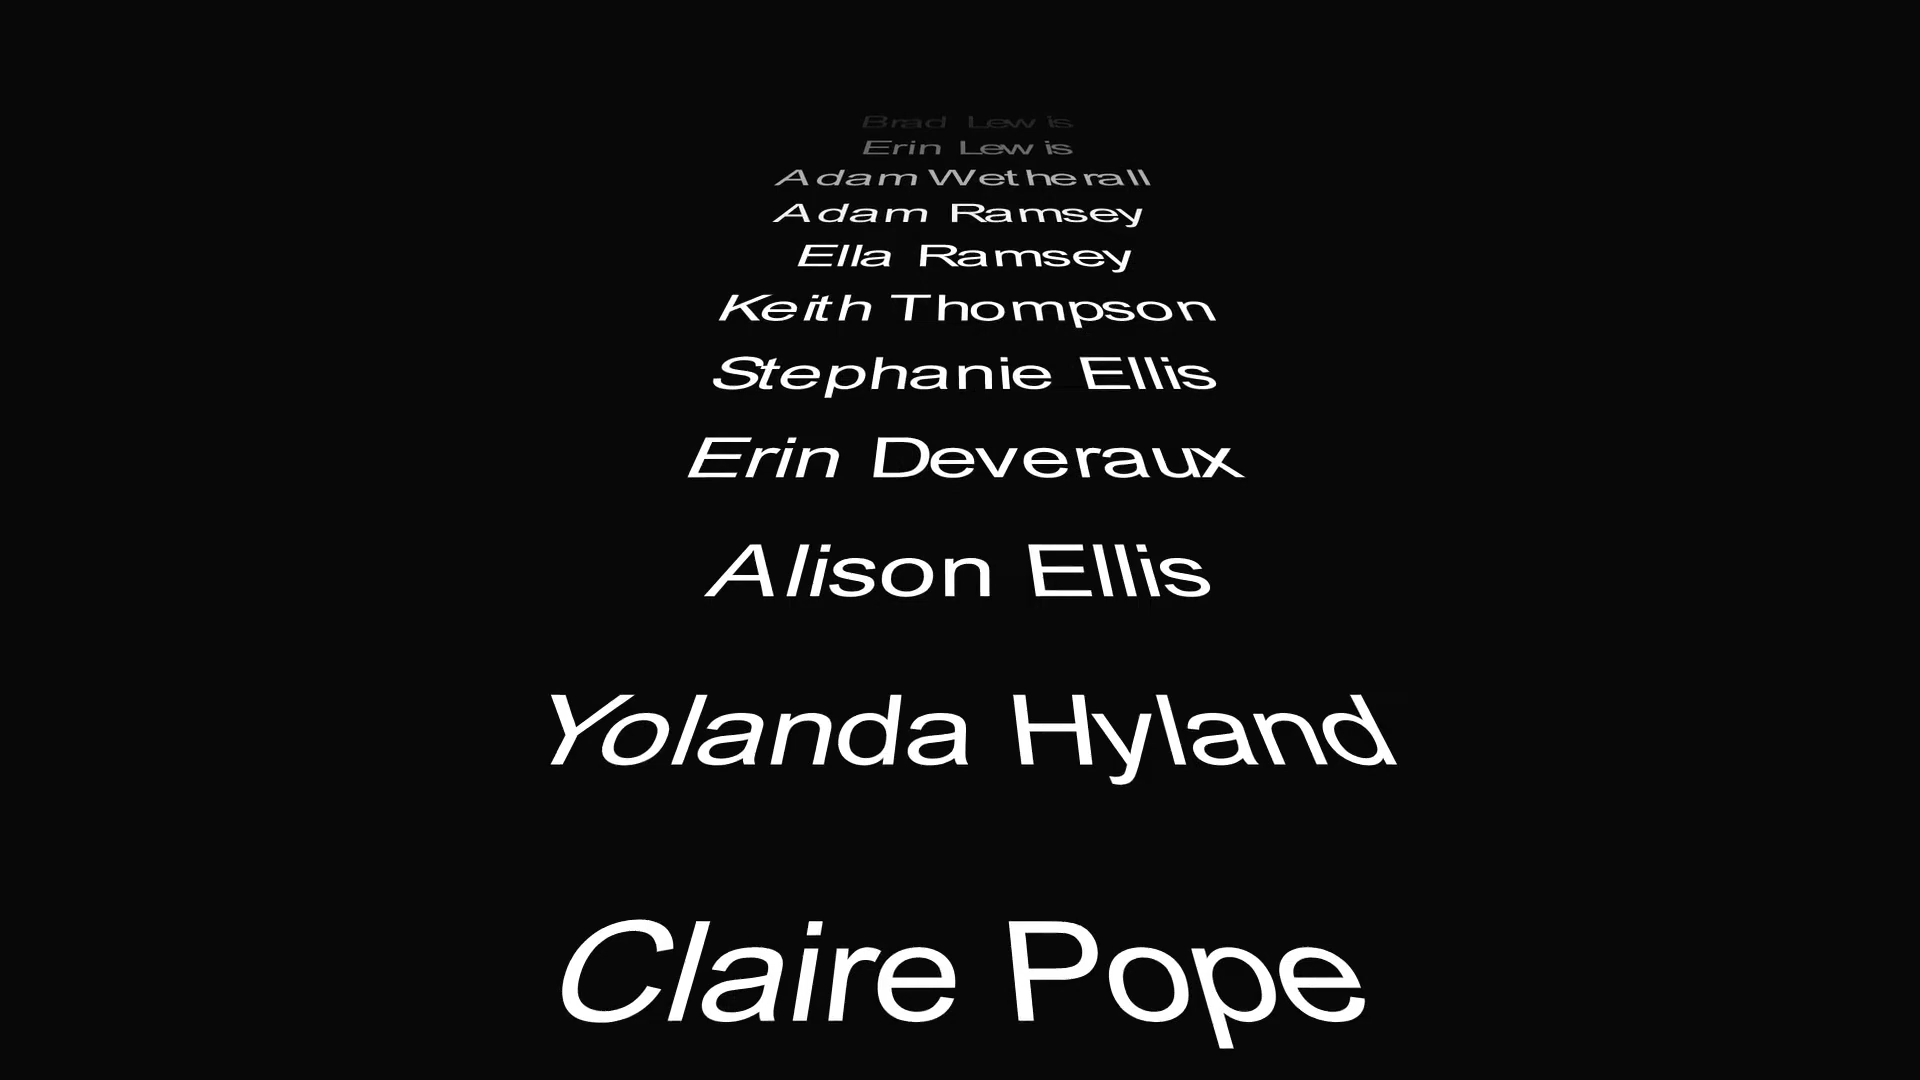 Brad Lewis
Erin Lewis
Adam Wetherall
Adam Ramsey
Ella Ramsey
Keith Thompson
Stephanie Ellis
Erin Deveraux
Alison Ellis
Yolanda Hyland
Claire Pope